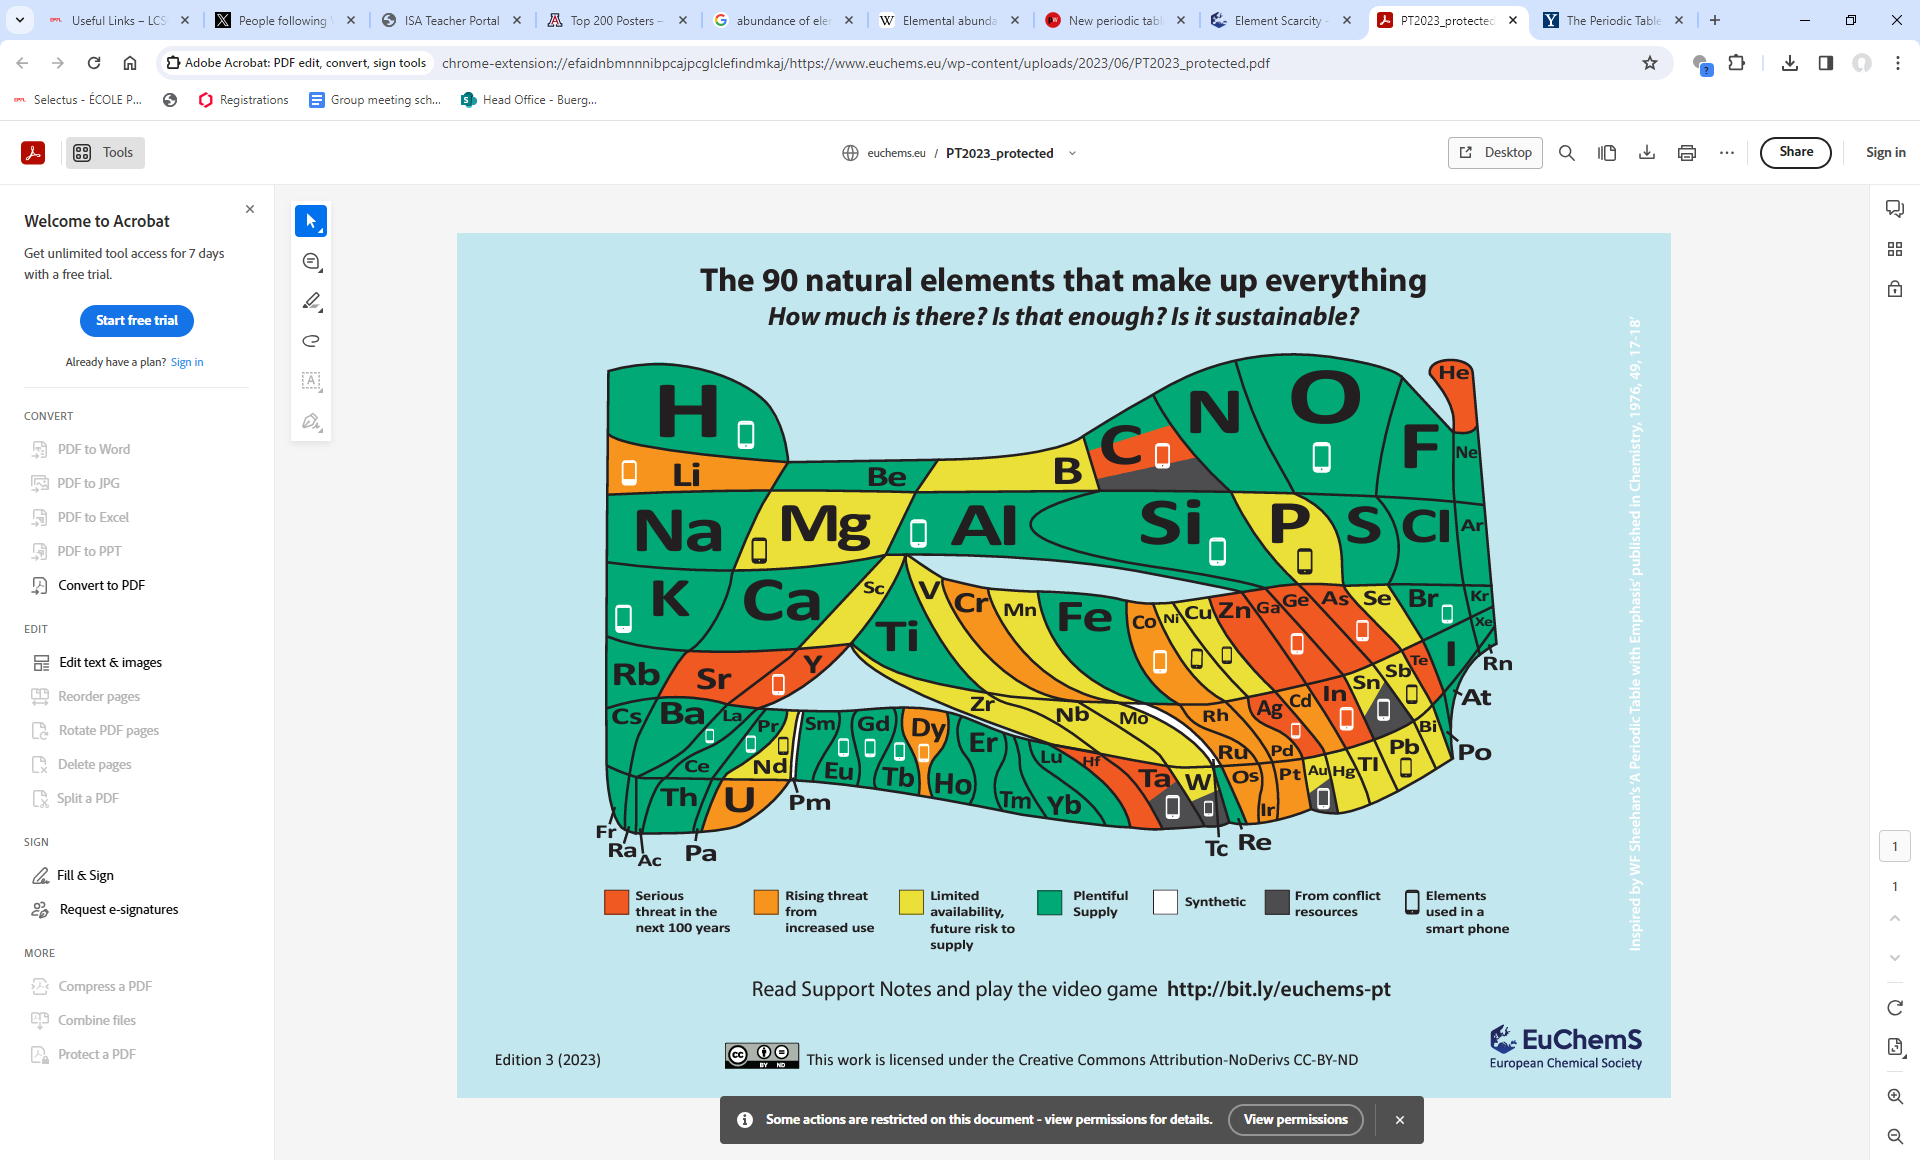 Useful Links – LCS
People following
ISA Teacher Portal
Top 200 Posters –
abundance of ele
Elemental abunda
New periodic tabl
Element Scarcity -
PT2023_protected
The Periodic Table
Adobe Acrobat: PDF edit, convert, sign tools
chrome-extension://efaidnbmnnnibpcajpcglclefindmkaj/https://www.euchems.eu/wp-content/uploads/2023/06/PT2023_protected.pdf
Selectus - ÉCOLE P...
Registrations
Group meeting sch...
Head Office - Buerg...
Tools
euchems.eu / PT2023_protected
Desktop
Share
Sign in
Welcome to Acrobat
Get unlimited tool access for 7 days
with a free trial.
Start free trial
Already have a plan? Sign in
CONVERT
PDF to Word
PDF to JPG
PDF to Excel
PDF to PPT
Convert to PDF
EDIT
Edit text & images
Reorder pages
Rotate PDF pages
Delete pages
Split a PDF
SIGN
Fill & Sign
Request e-signatures
MORE
Compress a PDF
Combine files
Protect a PDF
The 90 natural elements that make up everything
How much is there? Is that enough? Is it sustainable?
H He
Li Be B C N O F Ne
Na Mg Al Si P S Cl Ar
K Ca Sc Ti V Cr Mn Fe Co Ni Cu Zn Ga Ge As Se Br Kr
Rb Sr Y Zr Nb Mo Tc Ru Rh Pd Ag Cd In Sn Sb Te I Xe
Cs Ba La Ce Pr Nd Pm Sm Eu Gd Tb Dy Ho Er Tm Yb Lu Hf Ta W Re Os Ir Pt Au Hg Tl Pb Bi Po At Rn
Fr Ra Ac Th Pa U
Serious
threat in the
next 100 years
Rising threat
from
increased use
Limited
availability,
future risk to
supply
Plentiful
Supply
Synthetic
From conflict
resources
Elements
used in a
smart phone
Read Support Notes and play the video game http://bit.ly/euchems-pt
Edition 3 (2023)
cc BY ND
This work is licensed under the Creative Commons Attribution-NoDerivs CC-BY-ND
EuChemS
European Chemical Society
Inspired by WF Sheehan's 'A Periodic Table with Emphasis' published in Chemistry, 1976, 49, 17-18'
Some actions are restricted on this document - view permissions for details.
View permissions
1
1